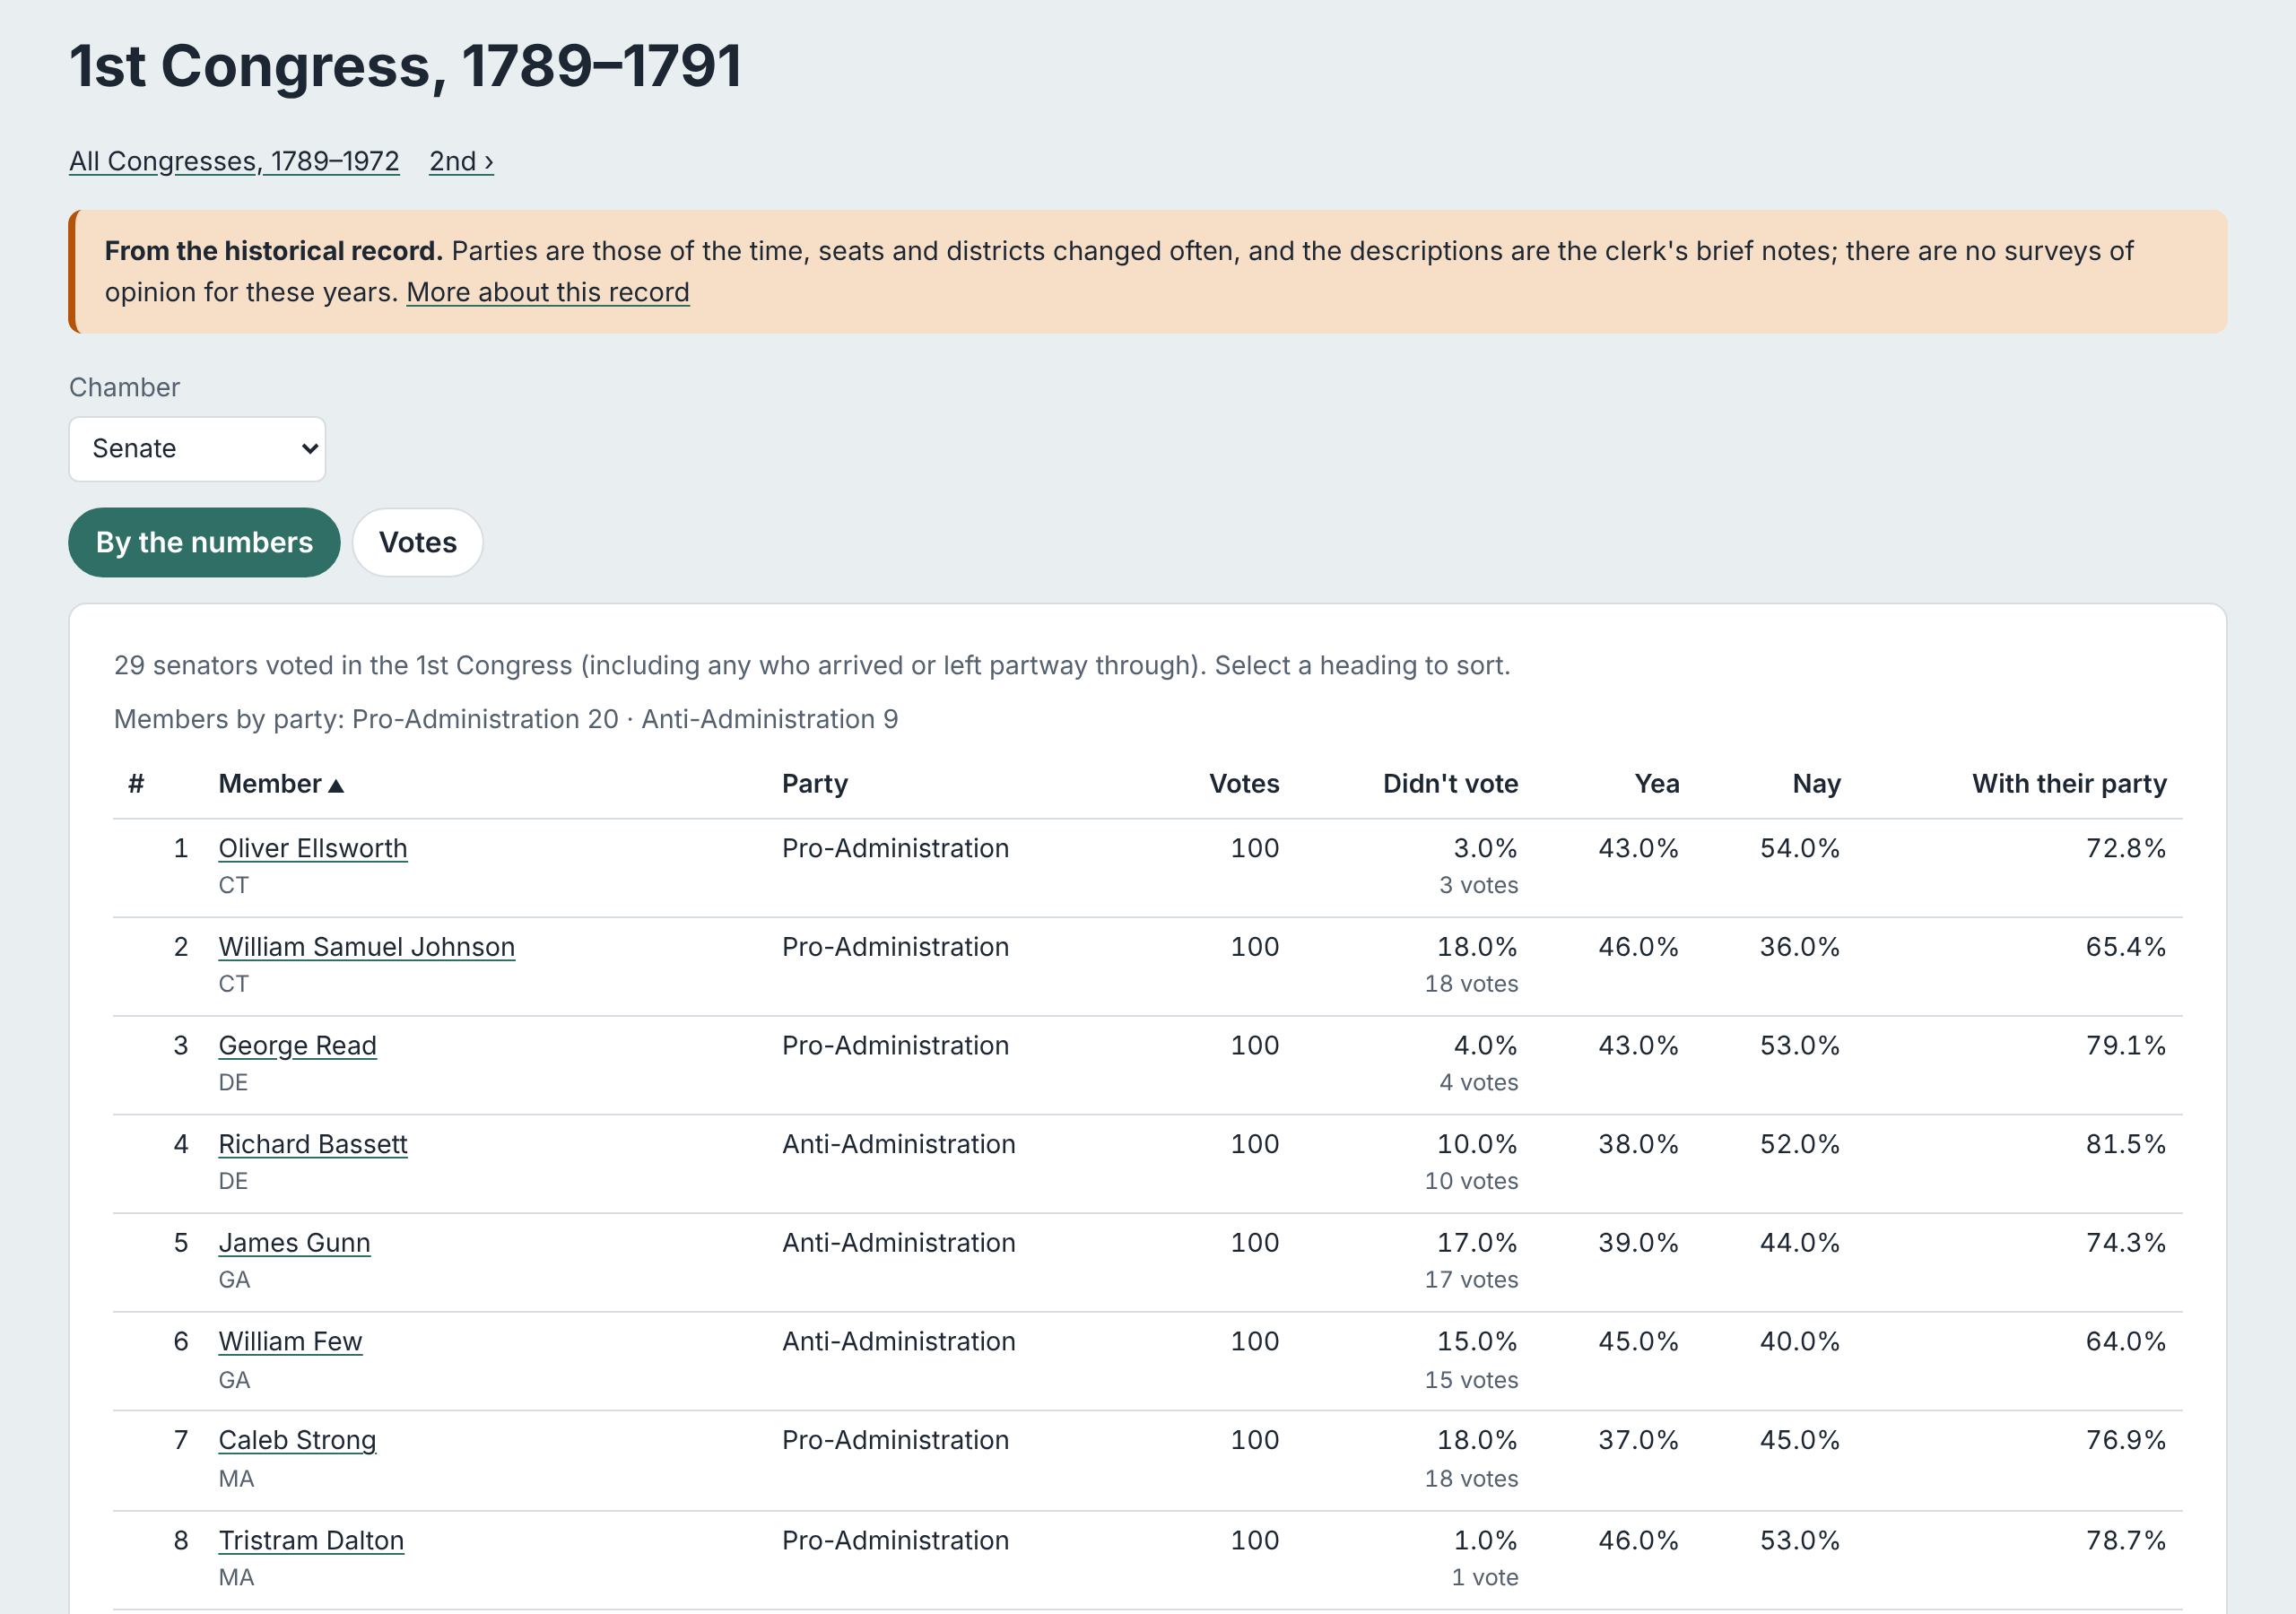 1st Congress, 1789–1791
All Congresses, 1789–1972 2nd ›
From the historical record. Parties are those of the time, seats and districts changed often, and the descriptions are the clerk's brief notes; there are no surveys of
opinion for these years. More about this record
Chamber
Senate
By the numbers Votes
29 senators voted in the 1st Congress (including any who arrived or left partway through). Select a heading to sort.
Members by party: Pro-Administration 20 · Anti-Administration 9
# Member ▲ Party Votes Didn't vote Yea Nay With their party
1 Oliver Ellsworth Pro-Administration 100 3.0% 43.0% 54.0% 72.8%
CT 3 votes
2 William Samuel Johnson Pro-Administration 100 18.0% 46.0% 36.0% 65.4%
CT 18 votes
3 George Read Pro-Administration 100 4.0% 43.0% 53.0% 79.1%
DE 4 votes
4 Richard Bassett Anti-Administration 100 10.0% 38.0% 52.0% 81.5%
DE 10 votes
5 James Gunn Anti-Administration 100 17.0% 39.0% 44.0% 74.3%
GA 17 votes
6 William Few Anti-Administration 100 15.0% 45.0% 40.0% 64.0%
GA 15 votes
7 Caleb Strong Pro-Administration 100 18.0% 37.0% 45.0% 76.9%
MA 18 votes
8 Tristram Dalton Pro-Administration 100 1.0% 46.0% 53.0% 78.7%
MA 1 vote